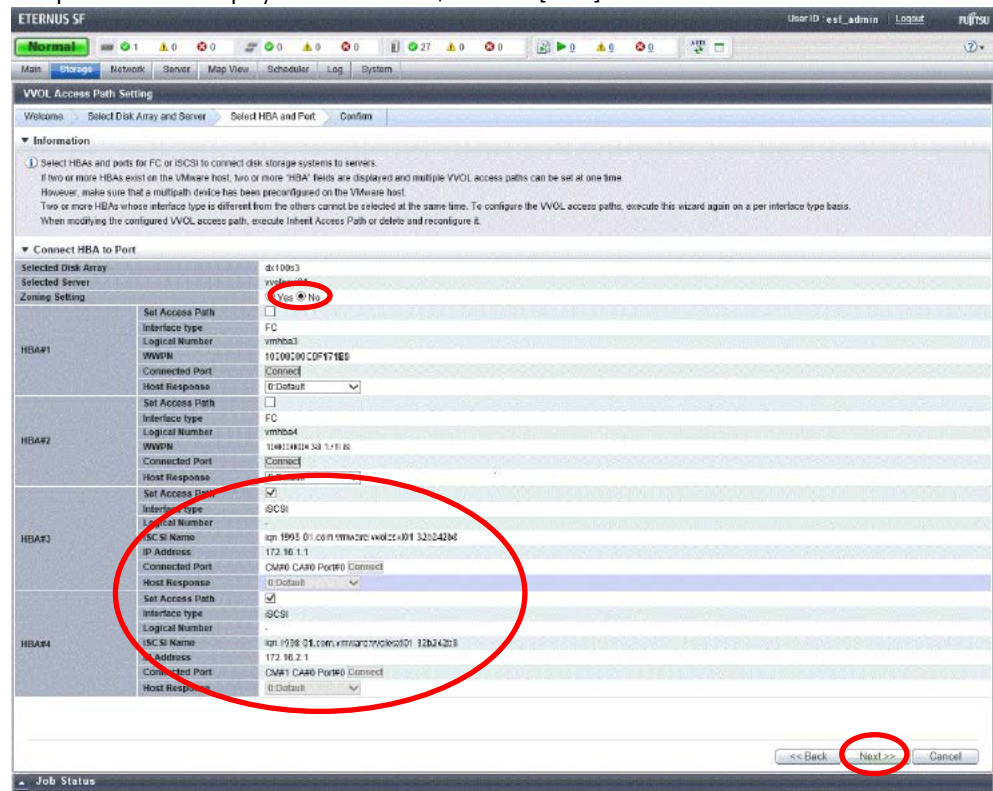 ETERNUS SF User ID : esf_admin Logout FUJITSU
Normal 1 0 0 0 0 0 27 0 0 0 0 0
Main Storage Network Server Map View Scheduler Log System
VVOL Access Path Setting
Welcome Select Disk Array and Server Select HBA and Port Confirm
Information
Select HBAs and ports for FC or iSCSI to connect disk storage systems to servers.
If two or more HBAs exist on the VMware host, two or more "HBA" fields are displayed and multiple VVOL access paths can be set at one time.
However, make sure that a multipath device has been preconfigured on the VMware host.
Two or more HBAs whose interface type is different from the others cannot be selected at the same time. To configure the VVOL access paths, execute this wizard again on a per interface type basis.
When modifying the configured VVOL access path, execute Inherit Access Path or delete and reconfigure it.
Connect HBA to Port
Selected Disk Array dx100s3
Selected Server
Zoning Setting Yes No
HBA#1
Set Access Path
Interface type FC
Logical Number vmhba3
WWPN
Connected Port Connect
Host Response 0:Default
HBA#2
Set Access Path
Interface type FC
Logical Number vmhba4
WWPN
Connected Port Connect
Host Response 0:Default
HBA#3
Set Access Path
Interface type iSCSI
Logical Number -
iSCSI Name
IP Address 172.16.1.1
Connected Port CM#0 CA#0 Port#0 Connect
Host Response 0:Default
HBA#4
Set Access Path
Interface type iSCSI
Logical Number -
iSCSI Name
IP Address 172.16.2.1
Connected Port CM#1 CA#0 Port#0 Connect
Host Response 0:Default
<< Back Next >> Cancel
Job Status